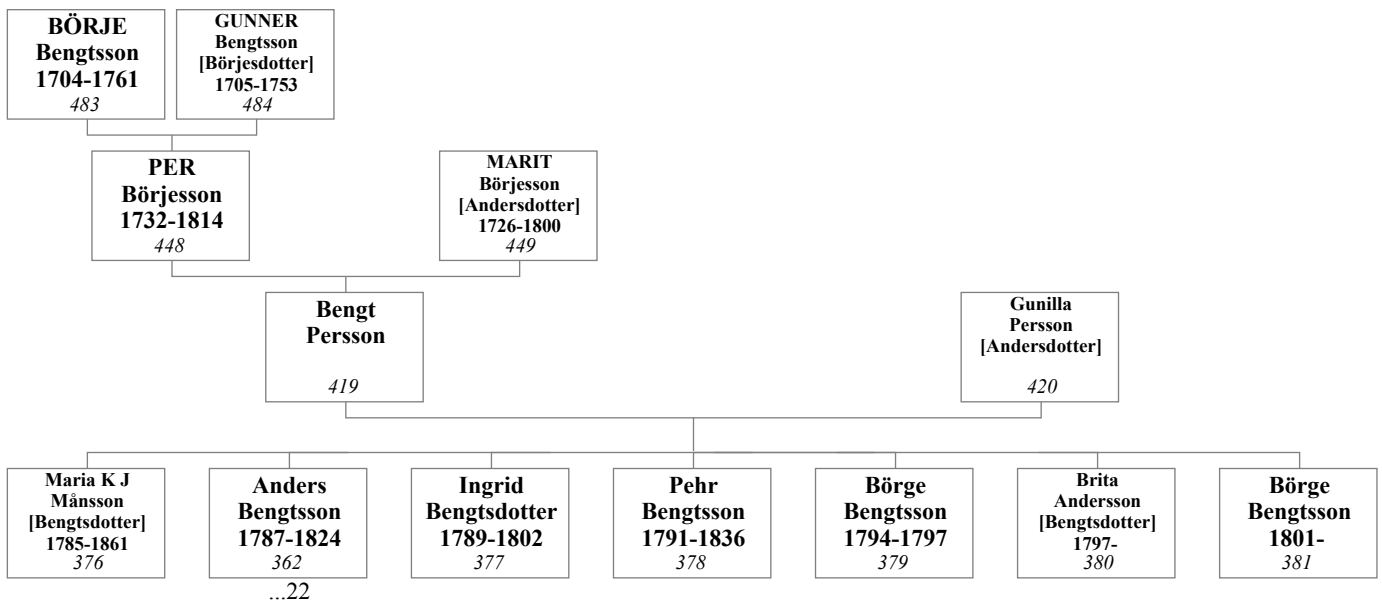 BÖRJE
Bengtsson
1704-1761
483
GUNNER
Bengtsson
[Börjesdotter]
1705-1753
484
PER
Börjesson
1732-1814
448
MARIT
Börjesson
[Andersdotter]
1726-1800
449
Bengt
Persson
419
Gunilla
Persson
[Andersdotter]
420
Maria K J
Månsson
[Bengtsdotter]
1785-1861
376
Anders
Bengtsson
1787-1824
362
...22
Ingrid
Bengtsdotter
1789-1802
377
Pehr
Bengtsson
1791-1836
378
Börge
Bengtsson
1794-1797
379
Brita
Andersson
[Bengtsdotter]
1797-
380
Börge
Bengtsson
1801-
381